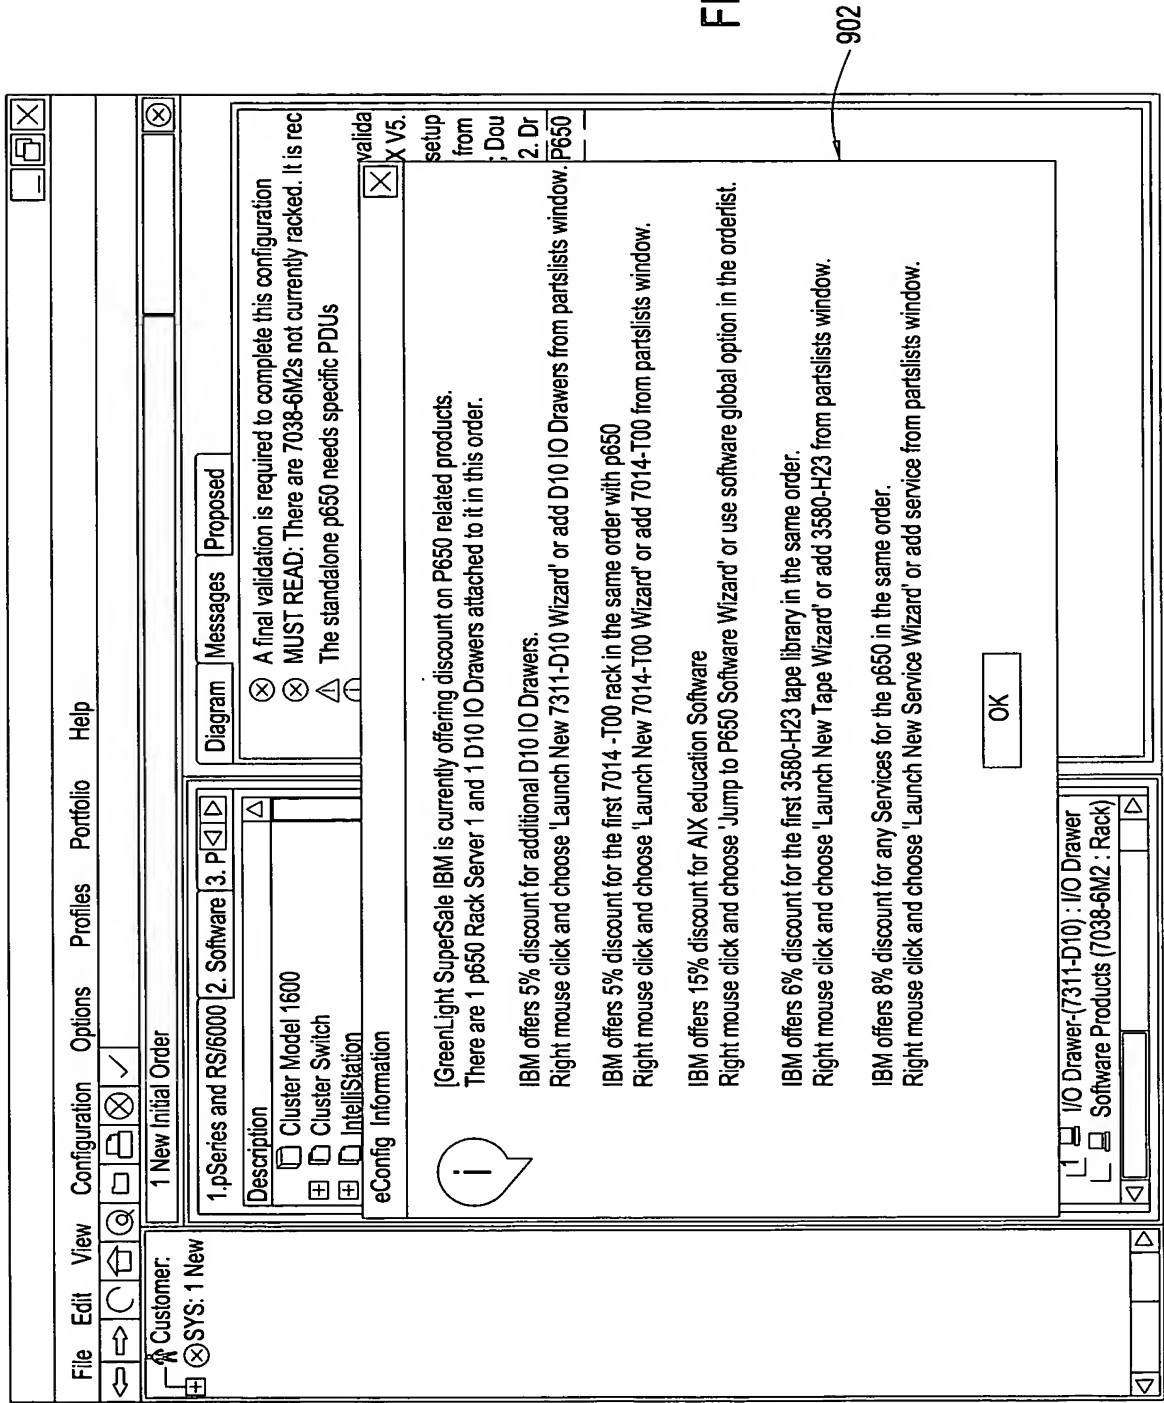 File Edit View Configuration Options Profiles Portfolio Help
Customer:
SYS: 1 New
1 New Initial Order
1.pSeries and RS/6000 2. Software 3. P
Description
Cluster Model 1600
Cluster Switch
IntelliStation
Diagram Messages Proposed
A final validation is required to complete this configuration
MUST READ: There are 7038-6M2s not currently racked. It is rec
The standalone p650 needs specific PDUs
valida
X V5.
setup
from
; Dou
2. Dr
P650
eConfig Information
i
[GreenLight SuperSale IBM is currently offering discount on P650 related products.
There are 1 p650 Rack Server 1 and 1 D10 IO Drawers attached to it in this order.
IBM offers 5% discount for additional D10 IO Drawers.
Right mouse click and choose 'Launch New 7311-D10 Wizard' or add D10 IO Drawers from partslists window.
IBM offers 5% discount for the first 7014 -T00 rack in the same order with p650
Right mouse click and choose 'Launch New 7014-T00 Wizard' or add 7014-T00 from partslists window.
IBM offers 15% discount for AIX education Software
Right mouse click and choose 'Jump to P650 Software Wizard' or use software global option in the orderlist.
IBM offers 6% discount for the first 3580-H23 tape library in the same order.
Right mouse click and choose 'Launch New Tape Wizard' or add 3580-H23 from partslists window.
IBM offers 8% discount for any Services for the p650 in the same order.
Right mouse click and choose 'Launch New Service Wizard' or add service from partslists window.
OK
I/O Drawer-(7311-D10) : I/O Drawer
Software Products (7038-6M2 : Rack)
902